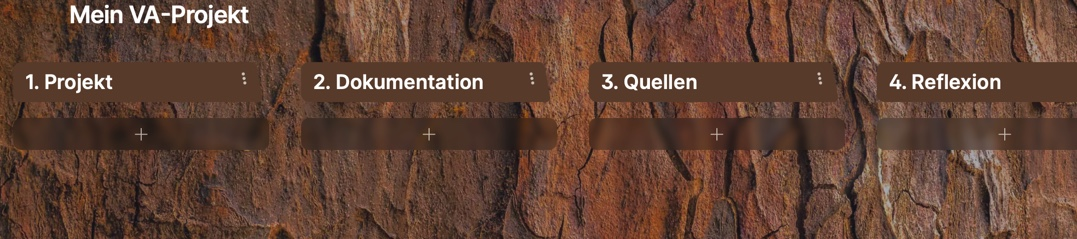 Mein VA-Projekt
1. Projekt
2. Dokumentation
3. Quellen
4. Reflexion